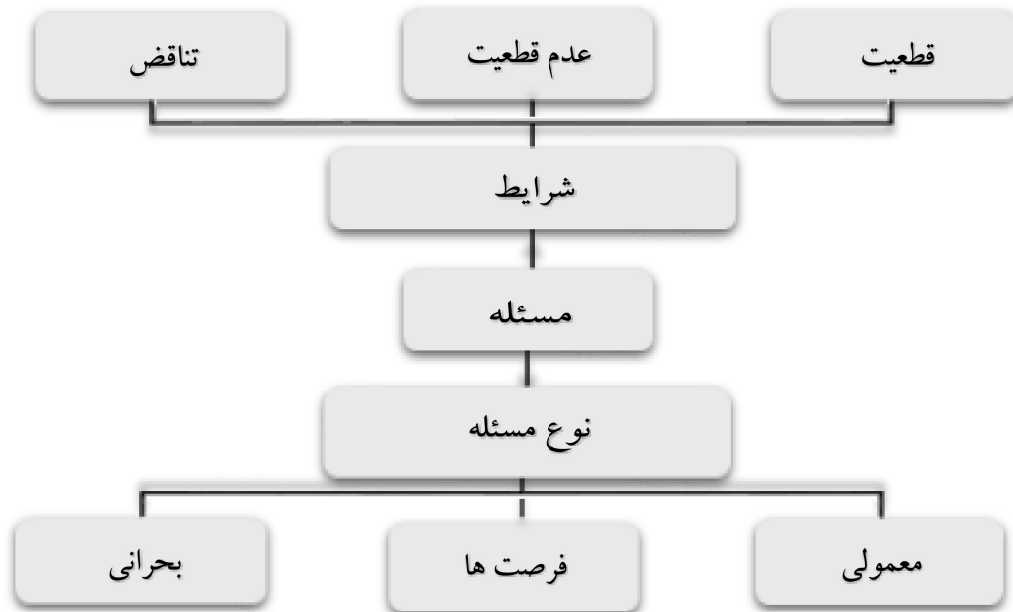 قطعیت
عدم قطعیت
تناقض
شرایط
مسئله
نوع مسئله
معمولی
فرصت ها
بحرانی